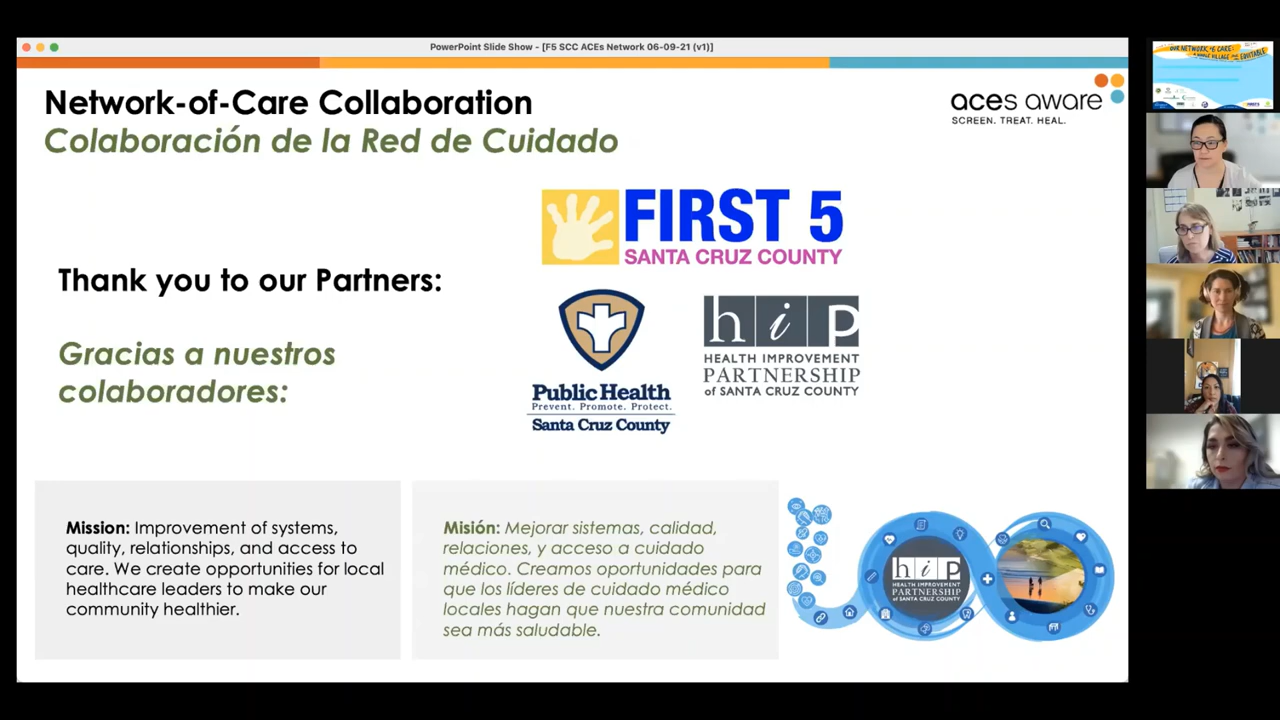 PowerPoint Slide Show - [F5 SCC ACEs Network 06-09-21 (v1)]
Network-of-Care Collaboration
Colaboración de la Red de Cuidado
aces aware
SCREEN. TREAT. HEAL.
FIRST 5
SANTA CRUZ COUNTY
Thank you to our Partners:
Gracias a nuestros
colaboradores:
Public Health
Prevent. Promote. Protect.
Santa Cruz County
hip
HEALTH IMPROVEMENT
PARTNERSHIP
of SANTA CRUZ COUNTY
Mission: Improvement of systems,
quality, relationships, and access to
care. We create opportunities for local
healthcare leaders to make our
community healthier.
Misión: Mejorar sistemas, calidad,
relaciones, y acceso a cuidado
médico. Creamos oportunidades para
que los líderes de cuidado médico
locales hagan que nuestra comunidad
sea más saludable.
hip
HEALTH IMPROVEMENT
PARTNERSHIP
of SANTA CRUZ COUNTY
OUR NETWORK of CARE: